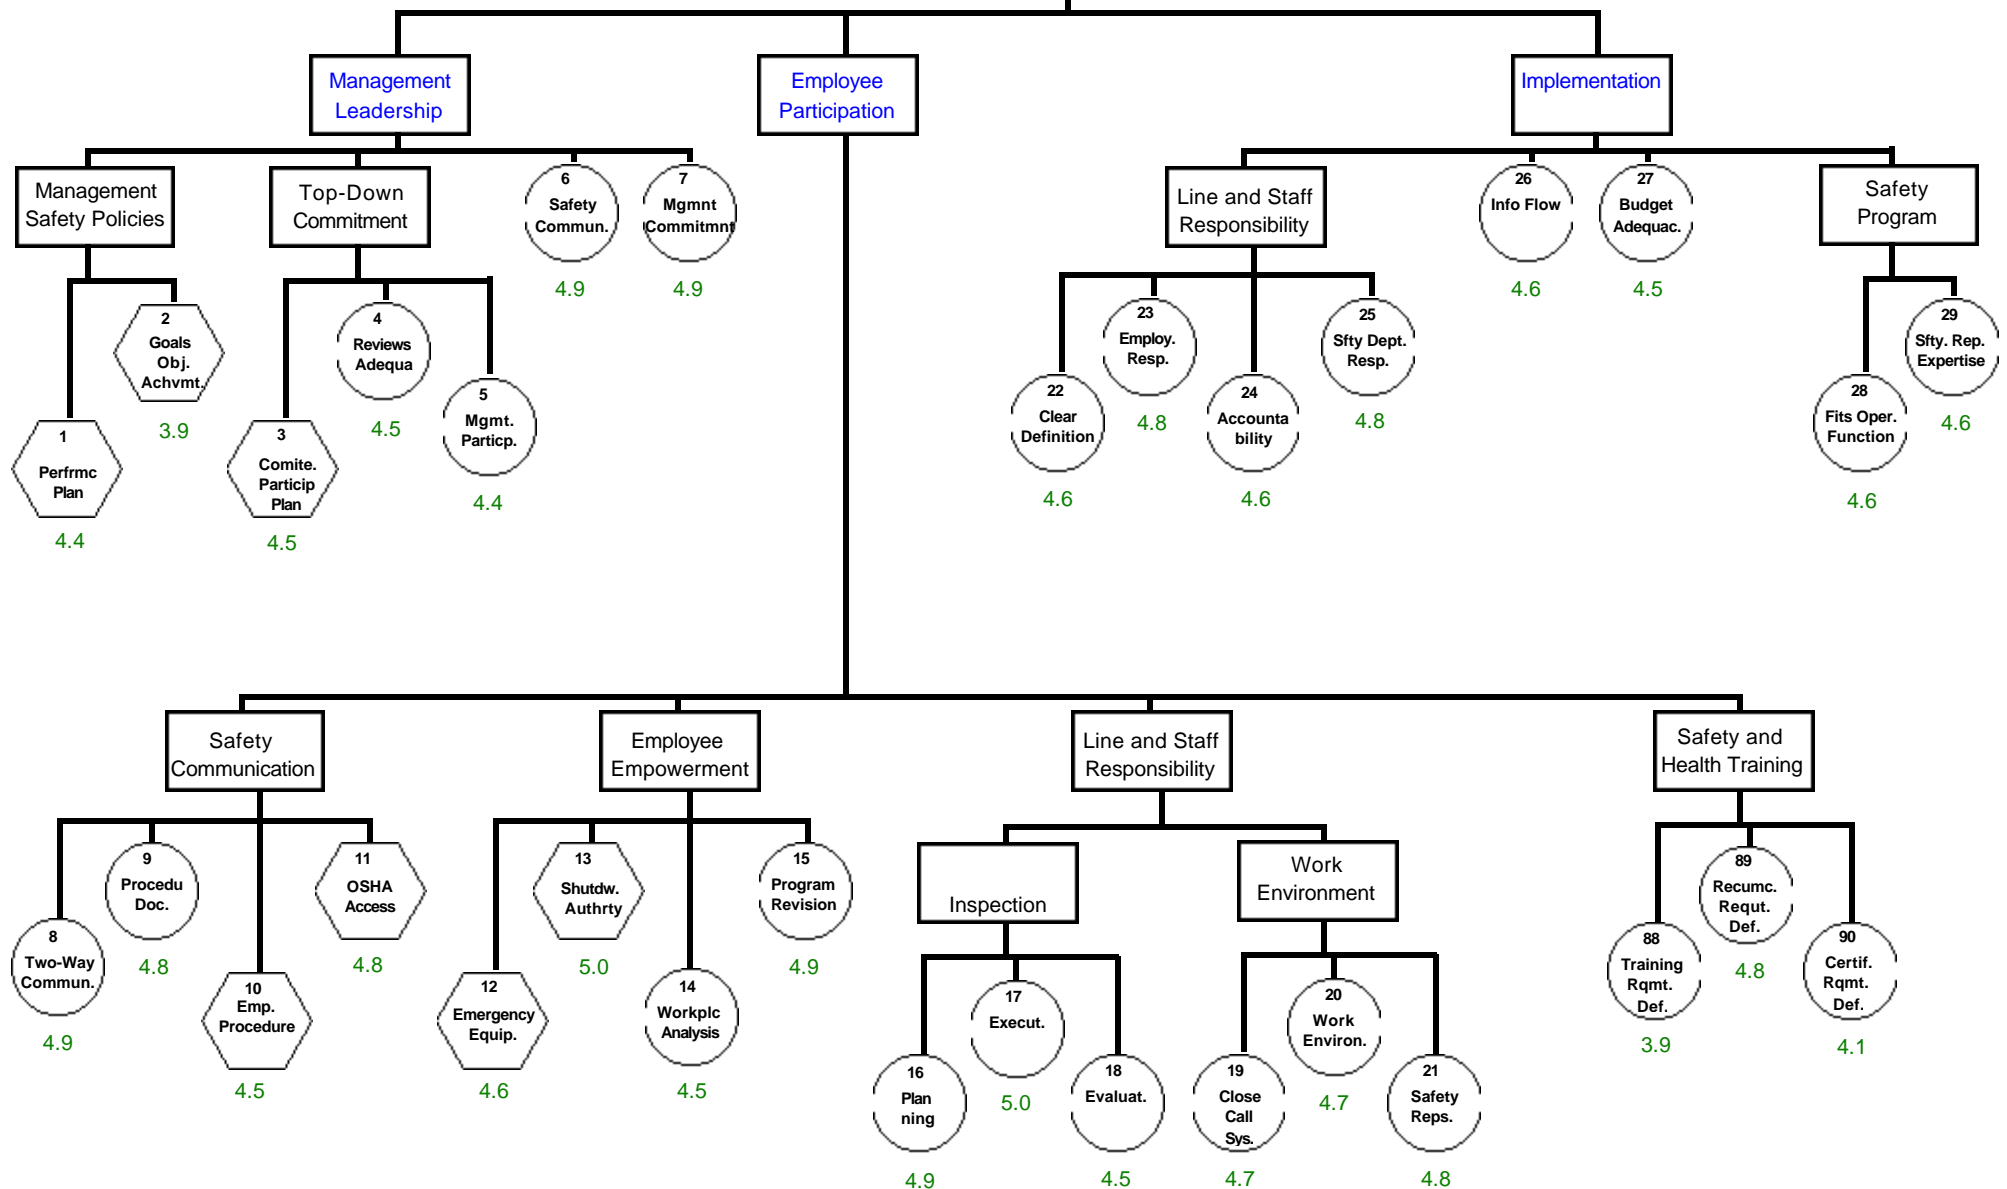 Management
Leadership
Employee
Participation
Implementation
Management
Safety Policies
Top-Down
Commitment
6
Safety
Commun.
4.9
7
Mgmnt
Commitmnt
4.9
Line and Staff
Responsibility
26
Info Flow
4.6
27
Budget
Adequac.
4.5
Safety
Program
1
Perfrmc
Plan
4.4
2
Goals
Obj.
Achvmt.
3.9
3
Comite.
Particip
Plan
4.5
4
Reviews
Adequa
4.5
5
Mgmt.
Particp.
4.4
22
Clear
Definition
4.6
23
Employ.
Resp.
4.8
24
Accounta
bility
4.6
25
Sfty Dept.
Resp.
4.8
28
Fits Oper.
Function
4.6
29
Sfty. Rep.
Expertise
4.6
Safety
Communication
Employee
Empowerment
Line and Staff
Responsibility
Safety and
Health Training
8
Two-Way
Commun.
4.9
9
Procedu
Doc.
4.8
10
Emp.
Procedure
4.5
11
OSHA
Access
4.8
12
Emergency
Equip.
4.6
13
Shutdw.
Authrty
5.0
14
Workplc
Analysis
4.5
15
Program
Revision
4.9
Inspection
Work
Environment
16
Plan
ning
4.9
17
Execut.
5.0
18
Evaluat.
4.5
19
Close
Call
Sys.
4.7
20
Work
Environ.
4.7
21
Safety
Reps.
4.8
88
Training
Rqmt.
Def.
3.9
89
Recumc.
Requt.
Def.
4.8
90
Certif.
Rqmt.
Def.
4.1